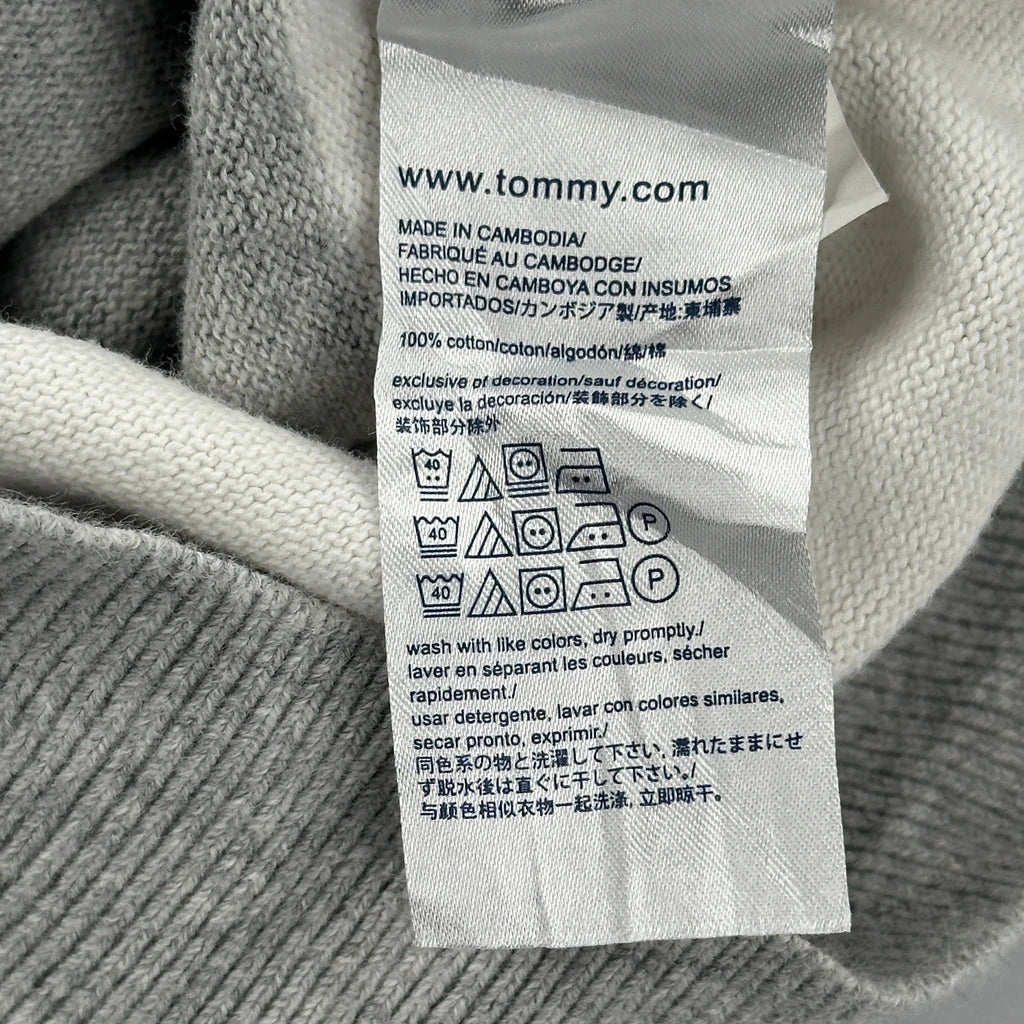 www.tommy.com
MADE IN CAMBODIA/
FABRIQUÉ AU CAMBODGE/
HECHO EN CAMBOYA CON INSUMOS
IMPORTADOS/カンボジア製/产地:柬埔寨
100% cotton/coton/algodón/綿/棉
exclusive of decoration/sauf décoration/
excluye la decoración/装飾部分を除く/
装饰部分除外
40
40 P
40 P
wash with like colors, dry promptly./
laver en séparant les couleurs, sécher
rapidement./
usar detergente, lavar con colores similares,
secar pronto, exprimir./
同色系の物と洗濯して下さい, 濡れたままにせ
ず脱水後は直ぐに干して下さい。/
与颜色相似衣物一起洗涤, 立即晾干。